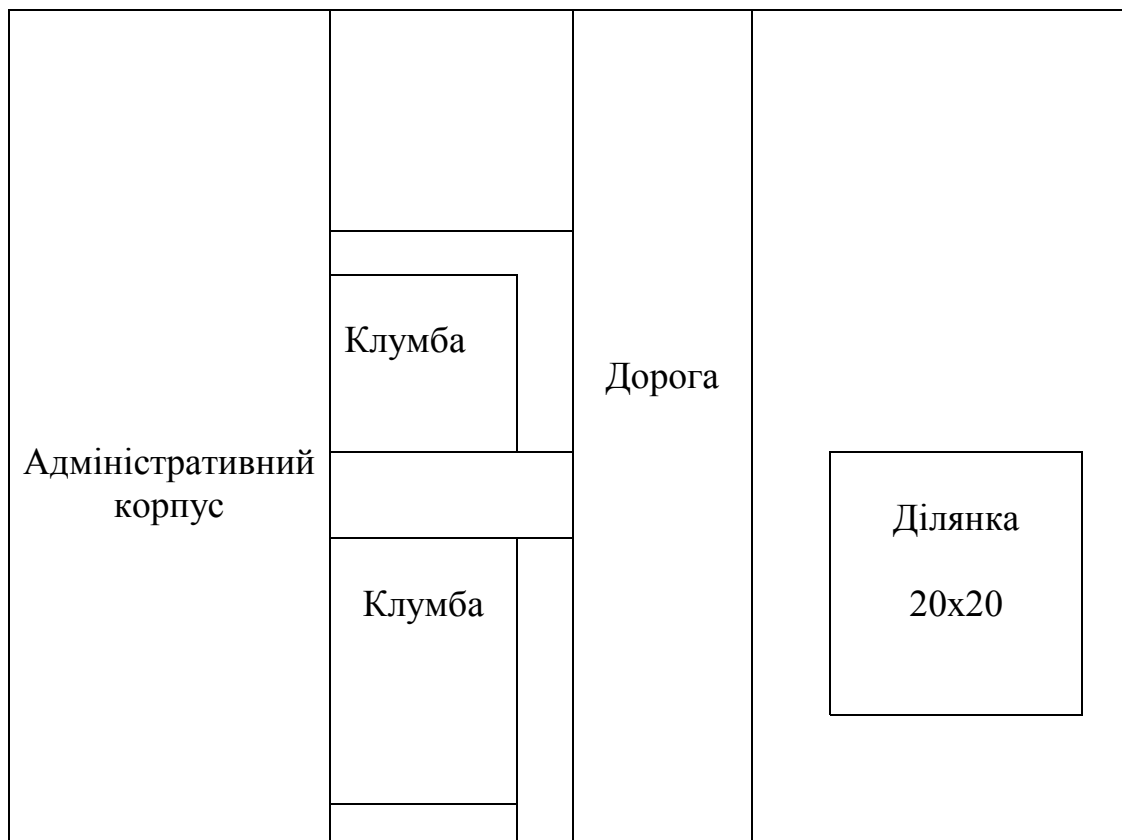 Клумба
Дорога
Адміністративний
корпус
Ділянка
20х20
Клумба